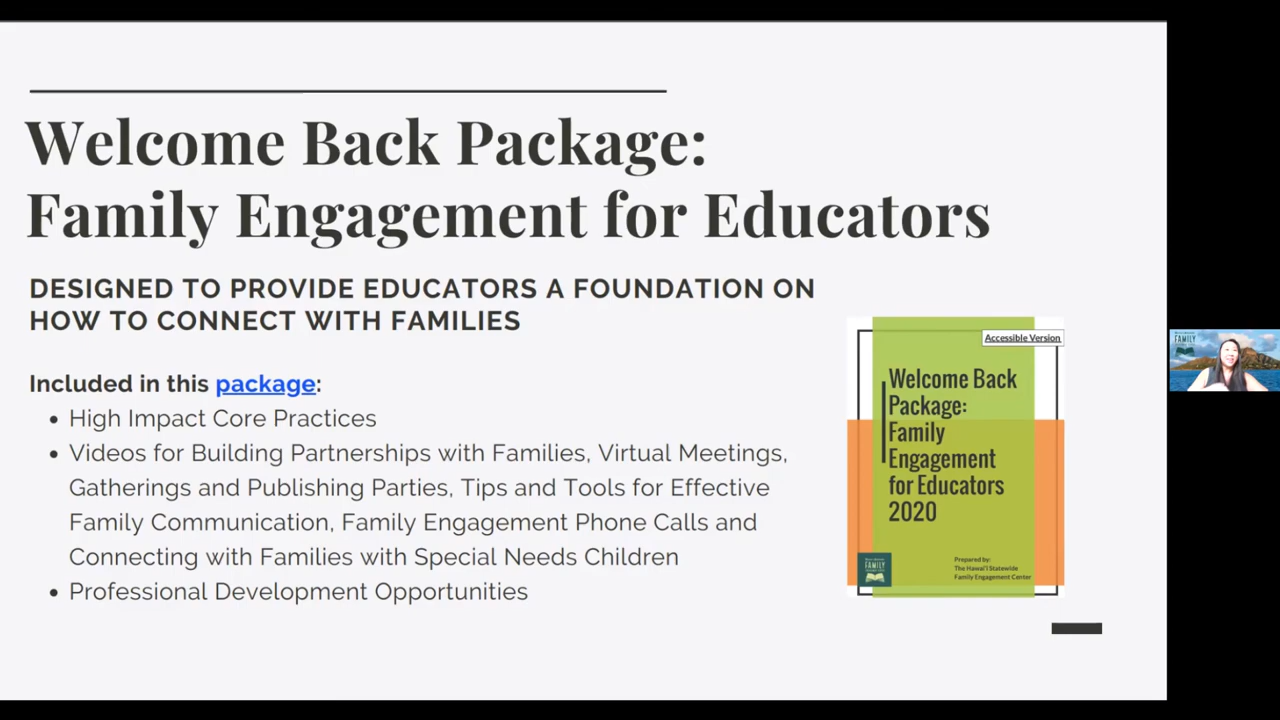 Welcome Back Package:
Family Engagement for Educators
DESIGNED TO PROVIDE EDUCATORS A FOUNDATION ON
HOW TO CONNECT WITH FAMILIES
Included in this package:
• High Impact Core Practices
• Videos for Building Partnerships with Families, Virtual Meetings,
Gatherings and Publishing Parties, Tips and Tools for Effective
Family Communication, Family Engagement Phone Calls and
Connecting with Families with Special Needs Children
• Professional Development Opportunities
Accessible Version
Welcome Back
Package:
Family
Engagement
for Educators
2020
Prepared by:
The Hawai'i Statewide
Family Engagement Center
FAMILY
FAMILY